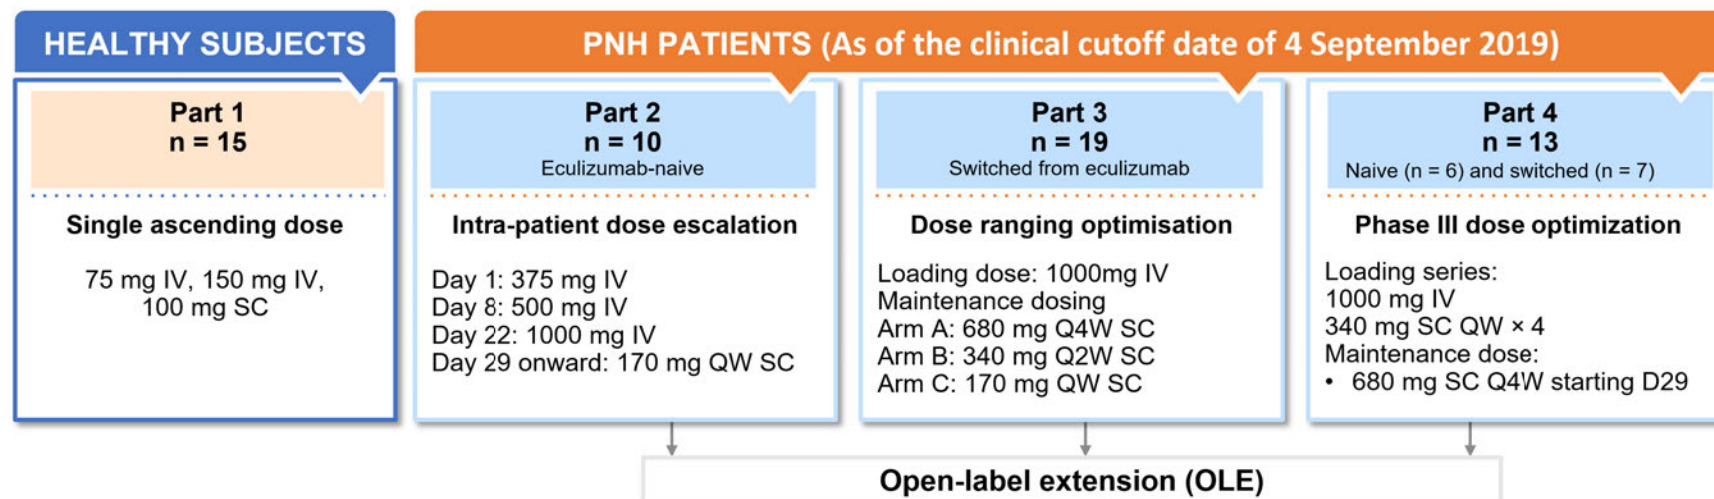 HEALTHY SUBJECTS
PNH PATIENTS (As of the clinical cutoff date of 4 September 2019)
Part 1
n = 15
Single ascending dose
75 mg IV, 150 mg IV,
100 mg SC
Part 2
n = 10
Eculizumab-naive
Intra-patient dose escalation
Day 1: 375 mg IV
Day 8: 500 mg IV
Day 22: 1000 mg IV
Day 29 onward: 170 mg QW SC
Part 3
n = 19
Switched from eculizumab
Dose ranging optimisation
Loading dose: 1000mg IV
Maintenance dosing
Arm A: 680 mg Q4W SC
Arm B: 340 mg Q2W SC
Arm C: 170 mg QW SC
Part 4
n = 13
Naive (n = 6) and switched (n = 7)
Phase III dose optimization
Loading series:
1000 mg IV
340 mg SC QW × 4
Maintenance dose:
• 680 mg SC Q4W starting D29
Open-label extension (OLE)